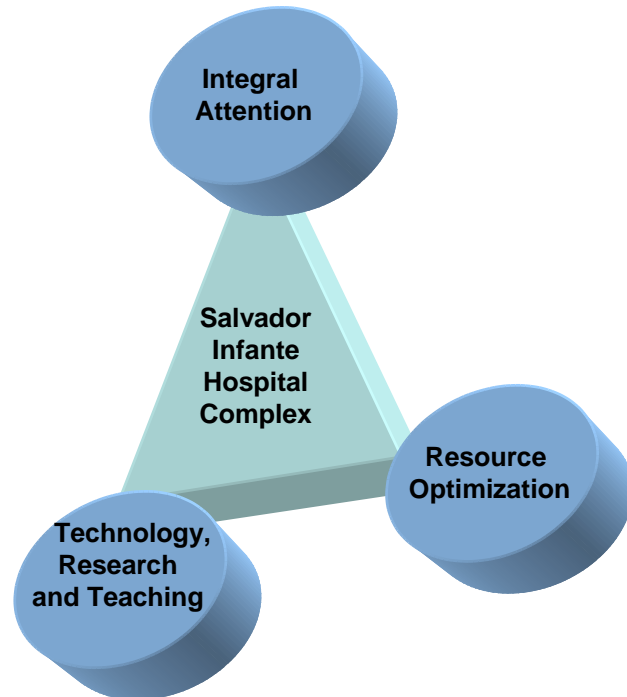 Integral
Attention
Salvador
Infante
Hospital
Complex
Resource
Optimization
Technology,
Research
and Teaching